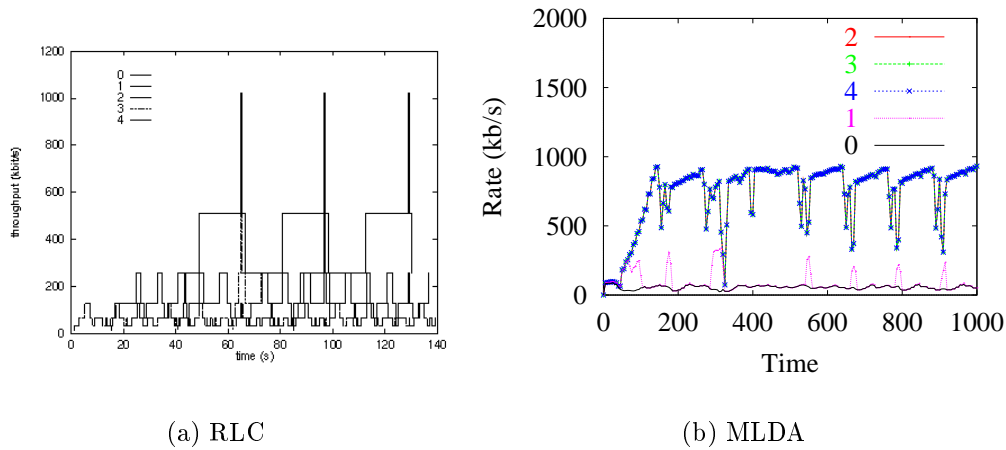 1200
1000
800
600
400
200
0
throughput (kbit/s)
0
1
2
3
4
0 20 40 60 80 100 120 140
time (s)
(a) RLC
2000
1500
1000
500
0
Rate (kb/s)
2
3
4
1
0
0 200 400 600 800 1000
Time
(b) MLDA